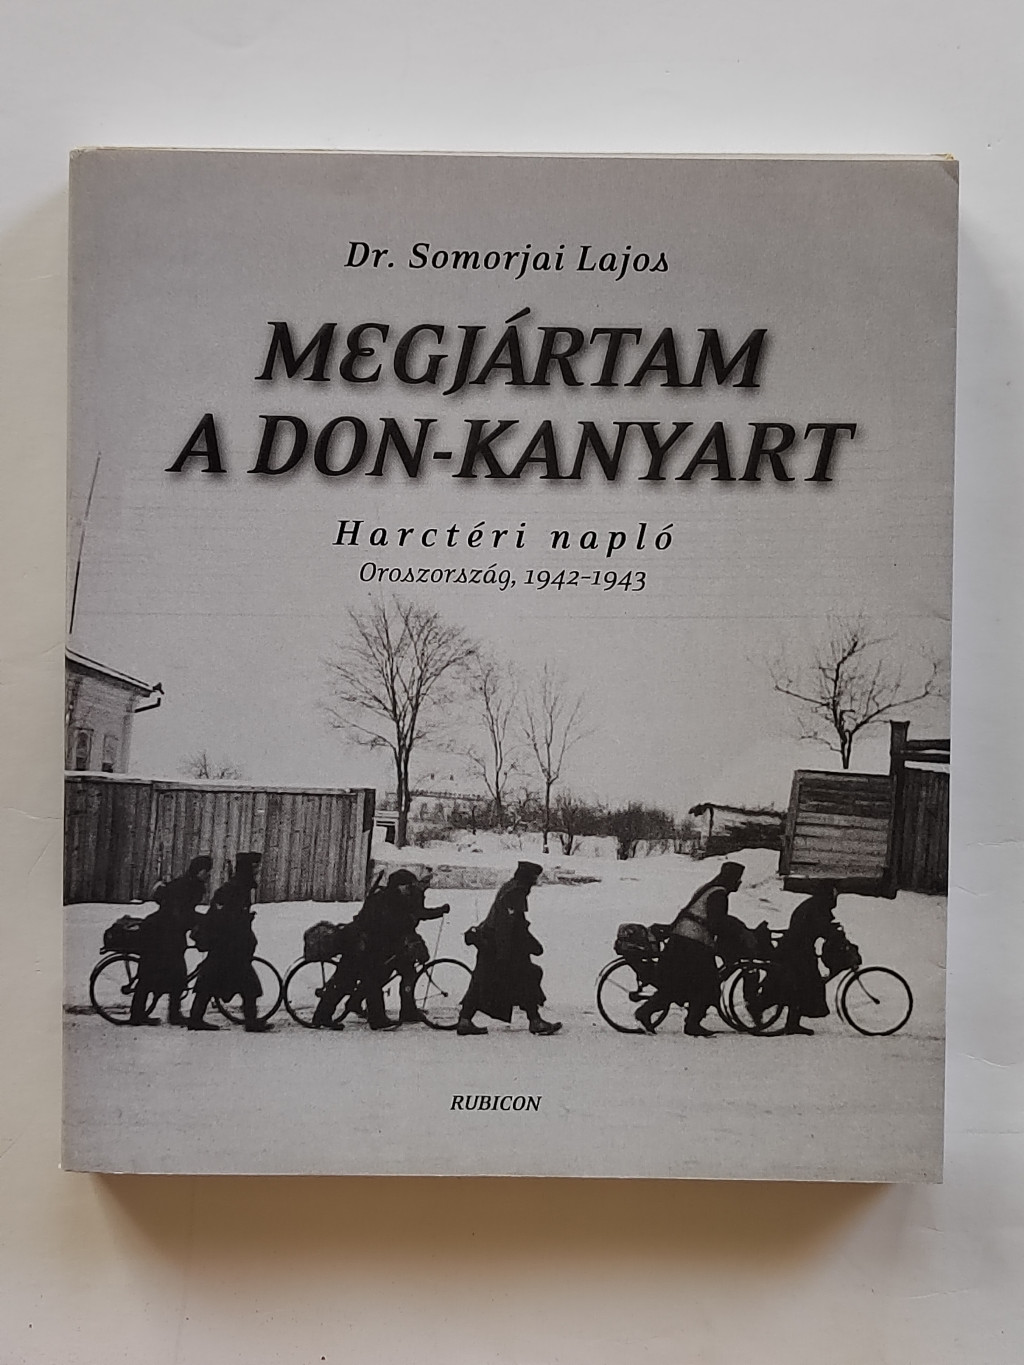 Dr. Somorjai Lajos
MEGJÁRTAM
A DON-KANYART
Harctéri napló
Oroszország, 1942-1943
RUBICON